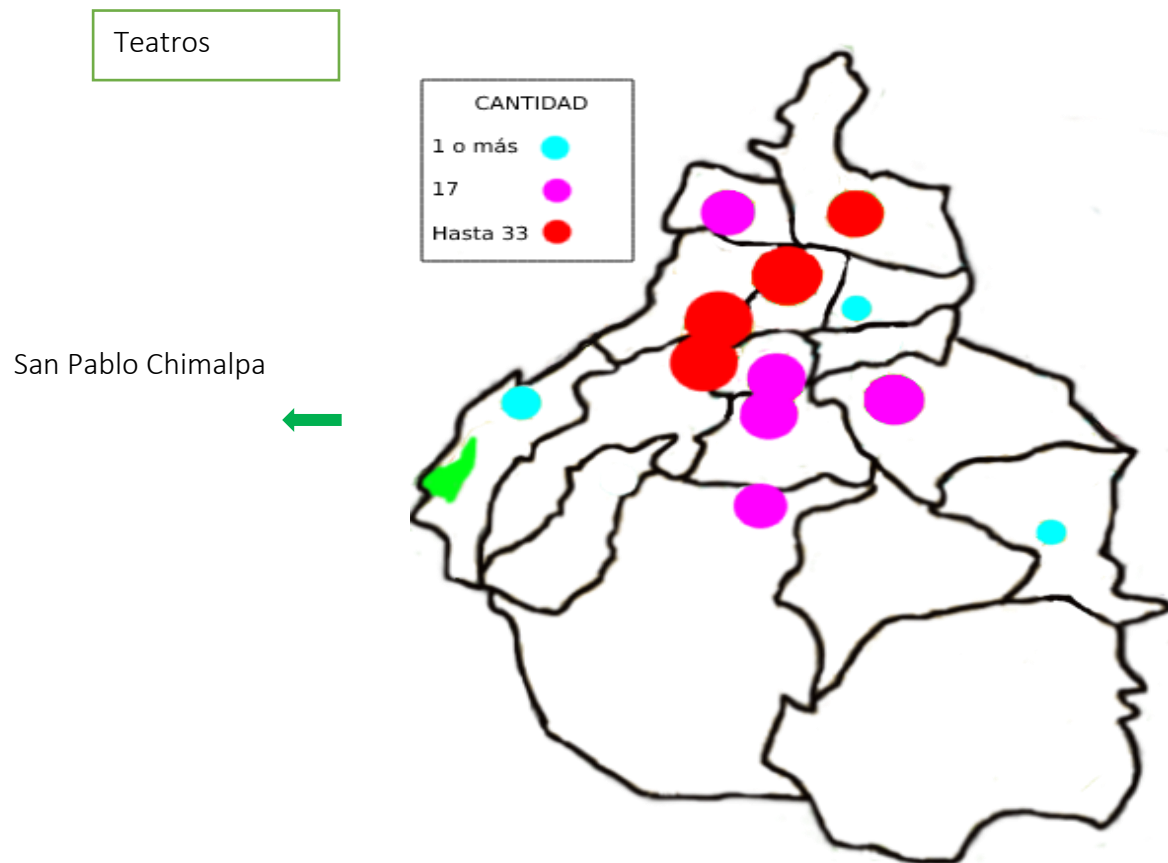 Teatros
CANTIDAD
1 o más
17
Hasta 33
San Pablo Chimalpa